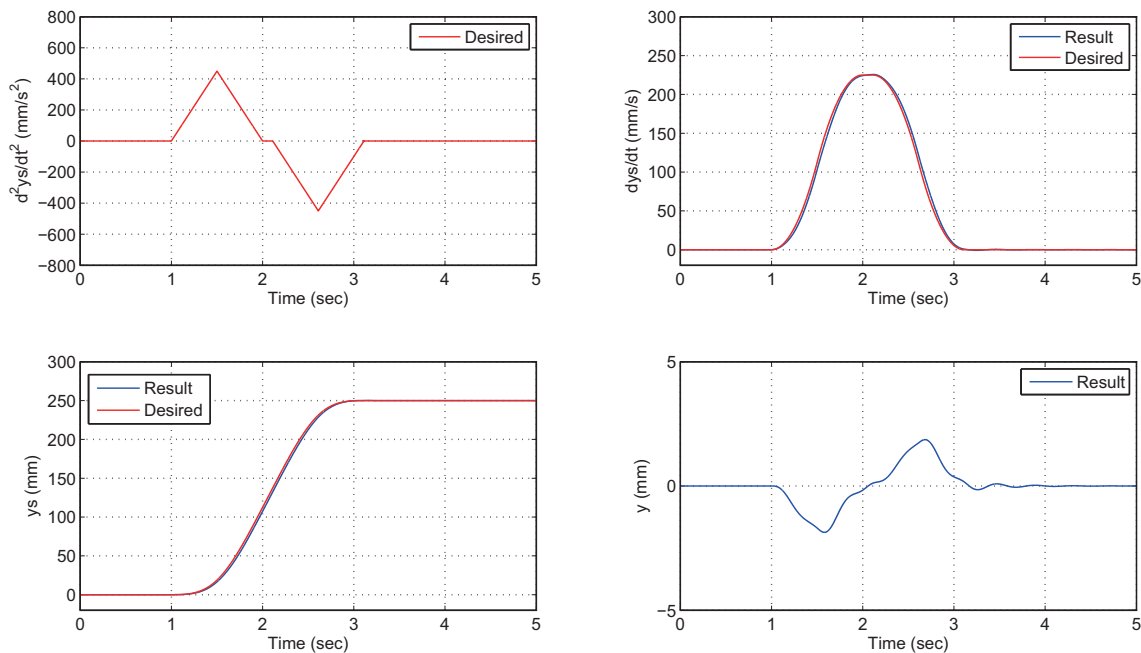 800
600
400
200
0
−200
−400
−600
−800
0 1 2 3 4 5
Time (sec)
d²ys/dt² (mm/s²)
Desired
300
250
200
150
100
50
0
0 1 2 3 4 5
Time (sec)
dys/dt (mm/s)
Result
Desired
300
250
200
150
100
50
0
0 1 2 3 4 5
Time (sec)
ys (mm)
Result
Desired
5
0
−5
0 1 2 3 4 5
Time (sec)
y (mm)
Result